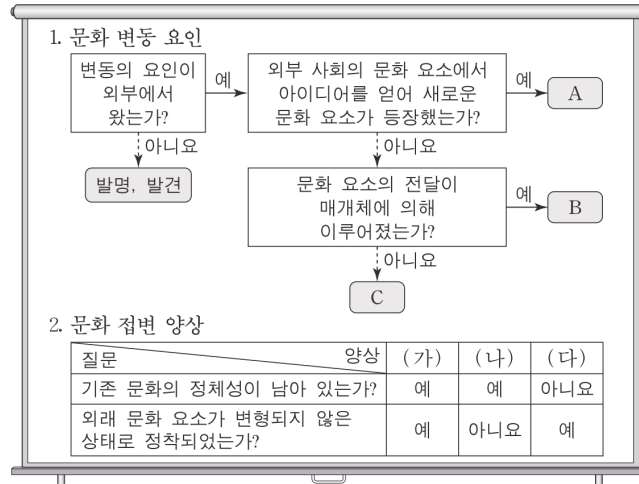 1. 문화 변동 요인
변동의 요인이
외부에서
왔는가?
예
외부 사회의 문화 요소에서
아이디어를 얻어 새로운
문화 요소가 등장했는가?
예
A
아니요
발명, 발견
아니요
문화 요소의 전달이
매개체에 의해
이루어졌는가?
예
B
아니요
C
2. 문화 접변 양상
질문 양상 (가) (나) (다)
기존 문화의 정체성이 남아 있는가? 예 예 아니요
외래 문화 요소가 변형되지 않은
상태로 정착되었는가? 예 아니요 예